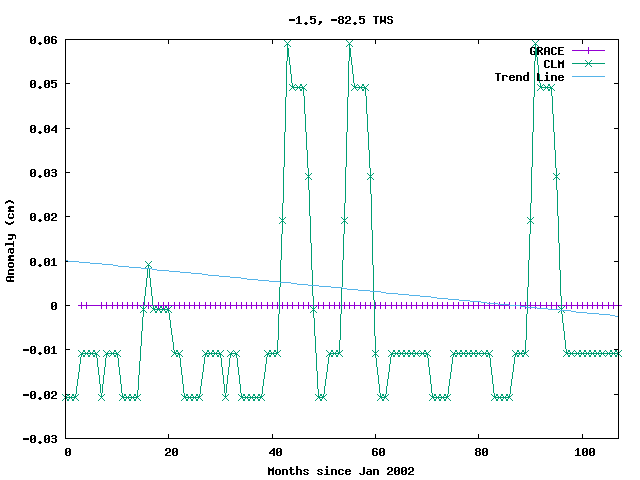 -1.5, -82.5 TWS
0.06
GRACE
CLM
Trend Line
0.05
0.04
0.03
0.02
0.01
0
-0.01
-0.02
-0.03
Anomaly (cm)
0 20 40 60 80 100
Months since Jan 2002